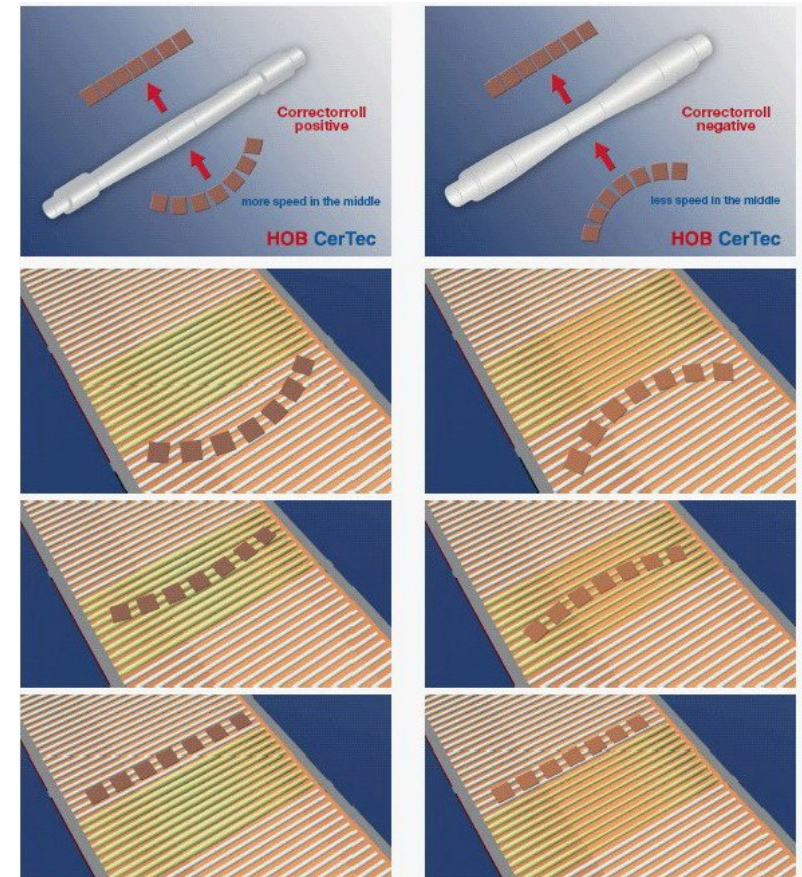 Correctorroll
positive
more speed in the middle
HOB CerTec
Correctorroll
negative
less speed in the middle
HOB CerTec